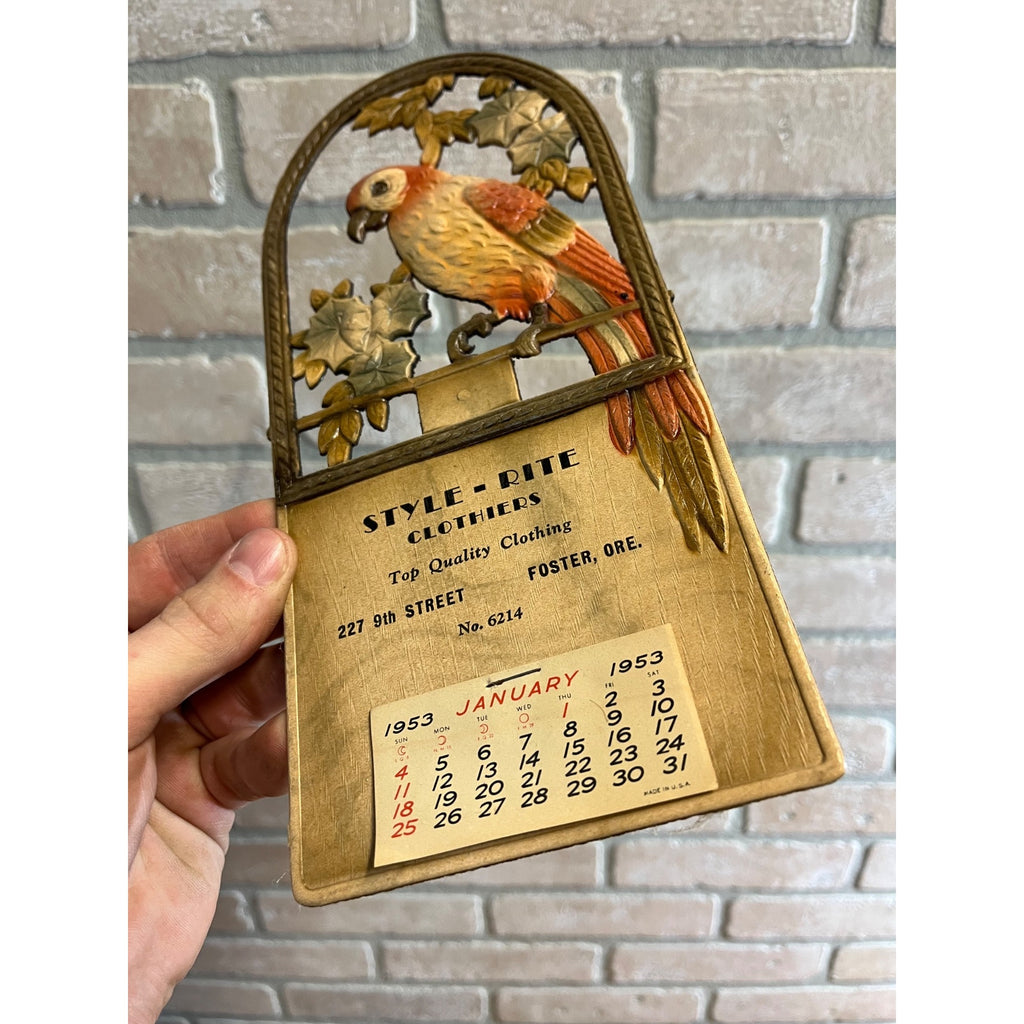 STYLE - RITE
CLOTHIERS
Top Quality Clothing
227 9th STREET FOSTER, ORE.
No. 6214
1953 JANUARY 1953
SUN MON TUE WED THU FRI SAT
1 2 3
4 5 6 7 8 9 10
11 12 13 14 15 16 17
18 19 20 21 22 23 24
25 26 27 28 29 30 31
MADE IN U.S.A.